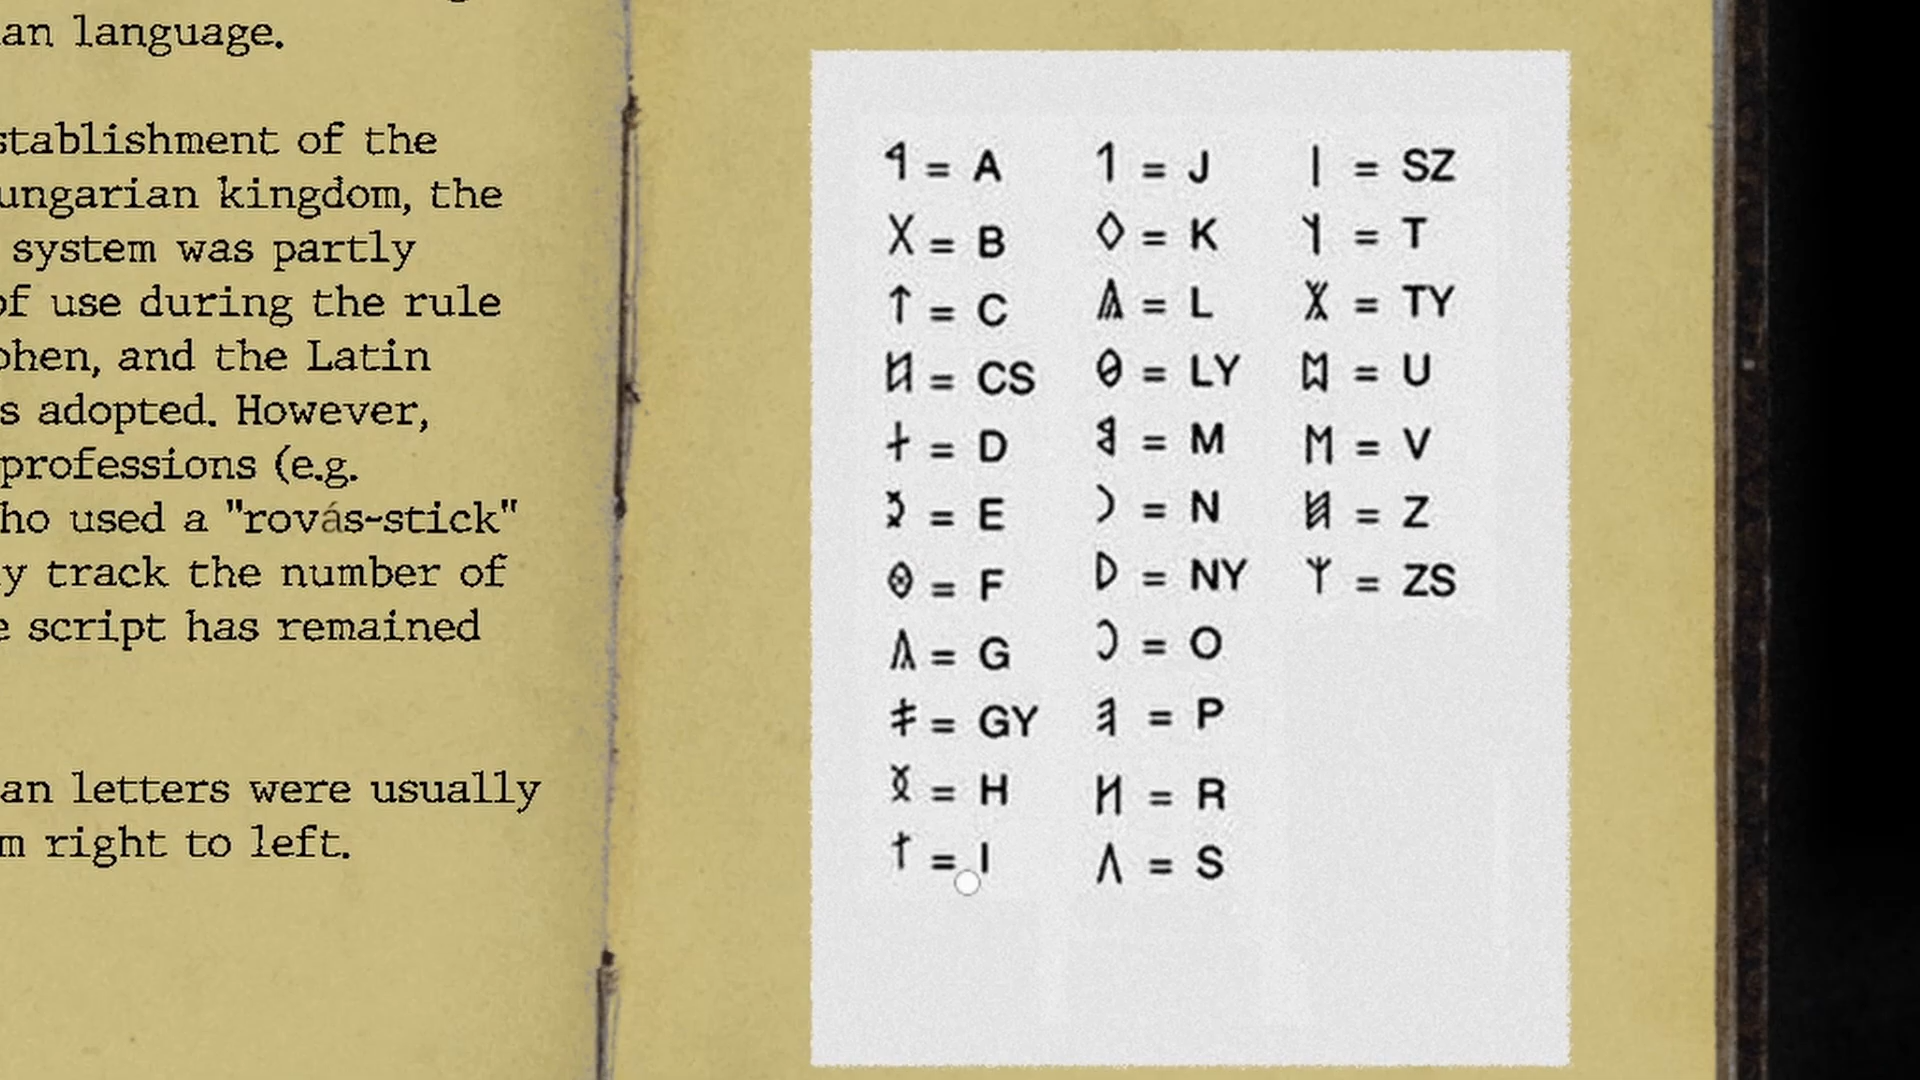 an language.
stablishment of the
ungarian kingdom, the
system was partly
of use during the rule
phen, and the Latin
s adopted. However,
professions (e.g.
ho used a "rovás-stick"
y track the number of
e script has remained
an letters were usually
m right to left.
𐲀 = A
𐲂 = B
𐲄 = C
𐲆 = CS
𐲇 = D
𐲉 = E
𐲌 = F
𐲍 = G
𐲎 = GY
𐲏 = H
𐲐 = I
𐲒 = J
𐲓 = K
𐲖 = L
𐲗 = LY
𐲘 = M
𐲙 = N
𐲚 = NY
𐲛 = O
𐲠 = P
𐲢 = R
𐲤 = S
𐲥 = SZ
𐲦 = T
𐲨 = TY
𐲪 = U
𐲮 = V
𐲯 = Z
𐲰 = ZS